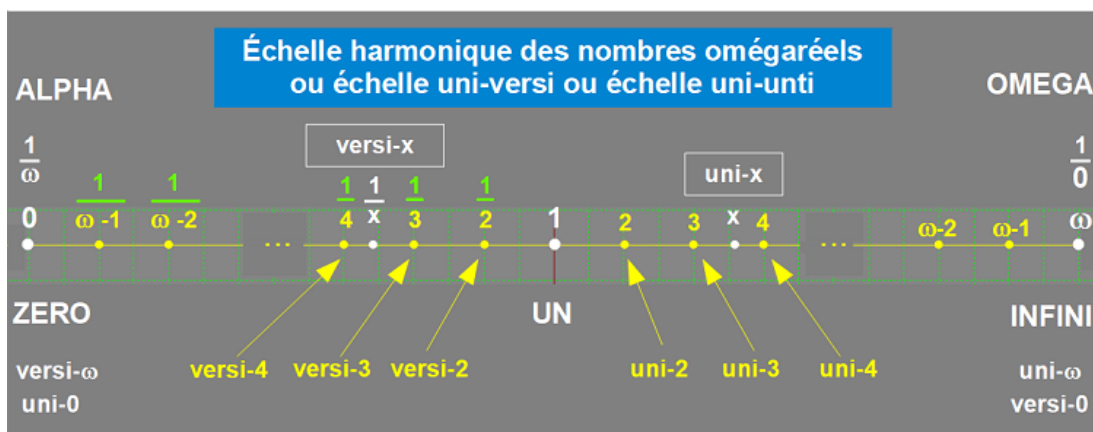 Échelle harmonique des nombres omégaréels
ou échelle uni-versi ou échelle uni-unti
ALPHA
OMEGA
versi-x
uni-x
1/ω
1/ω-1
1/ω-2
1/4
1/x
1/3
1/2
1/0
0
...
1
2
3
x
4
...
ω-2
ω-1
ω
ZERO
UN
INFINI
versi-4
versi-3
versi-2
uni-2
uni-3
uni-4
versi-ω
uni-ω
uni-0
versi-0